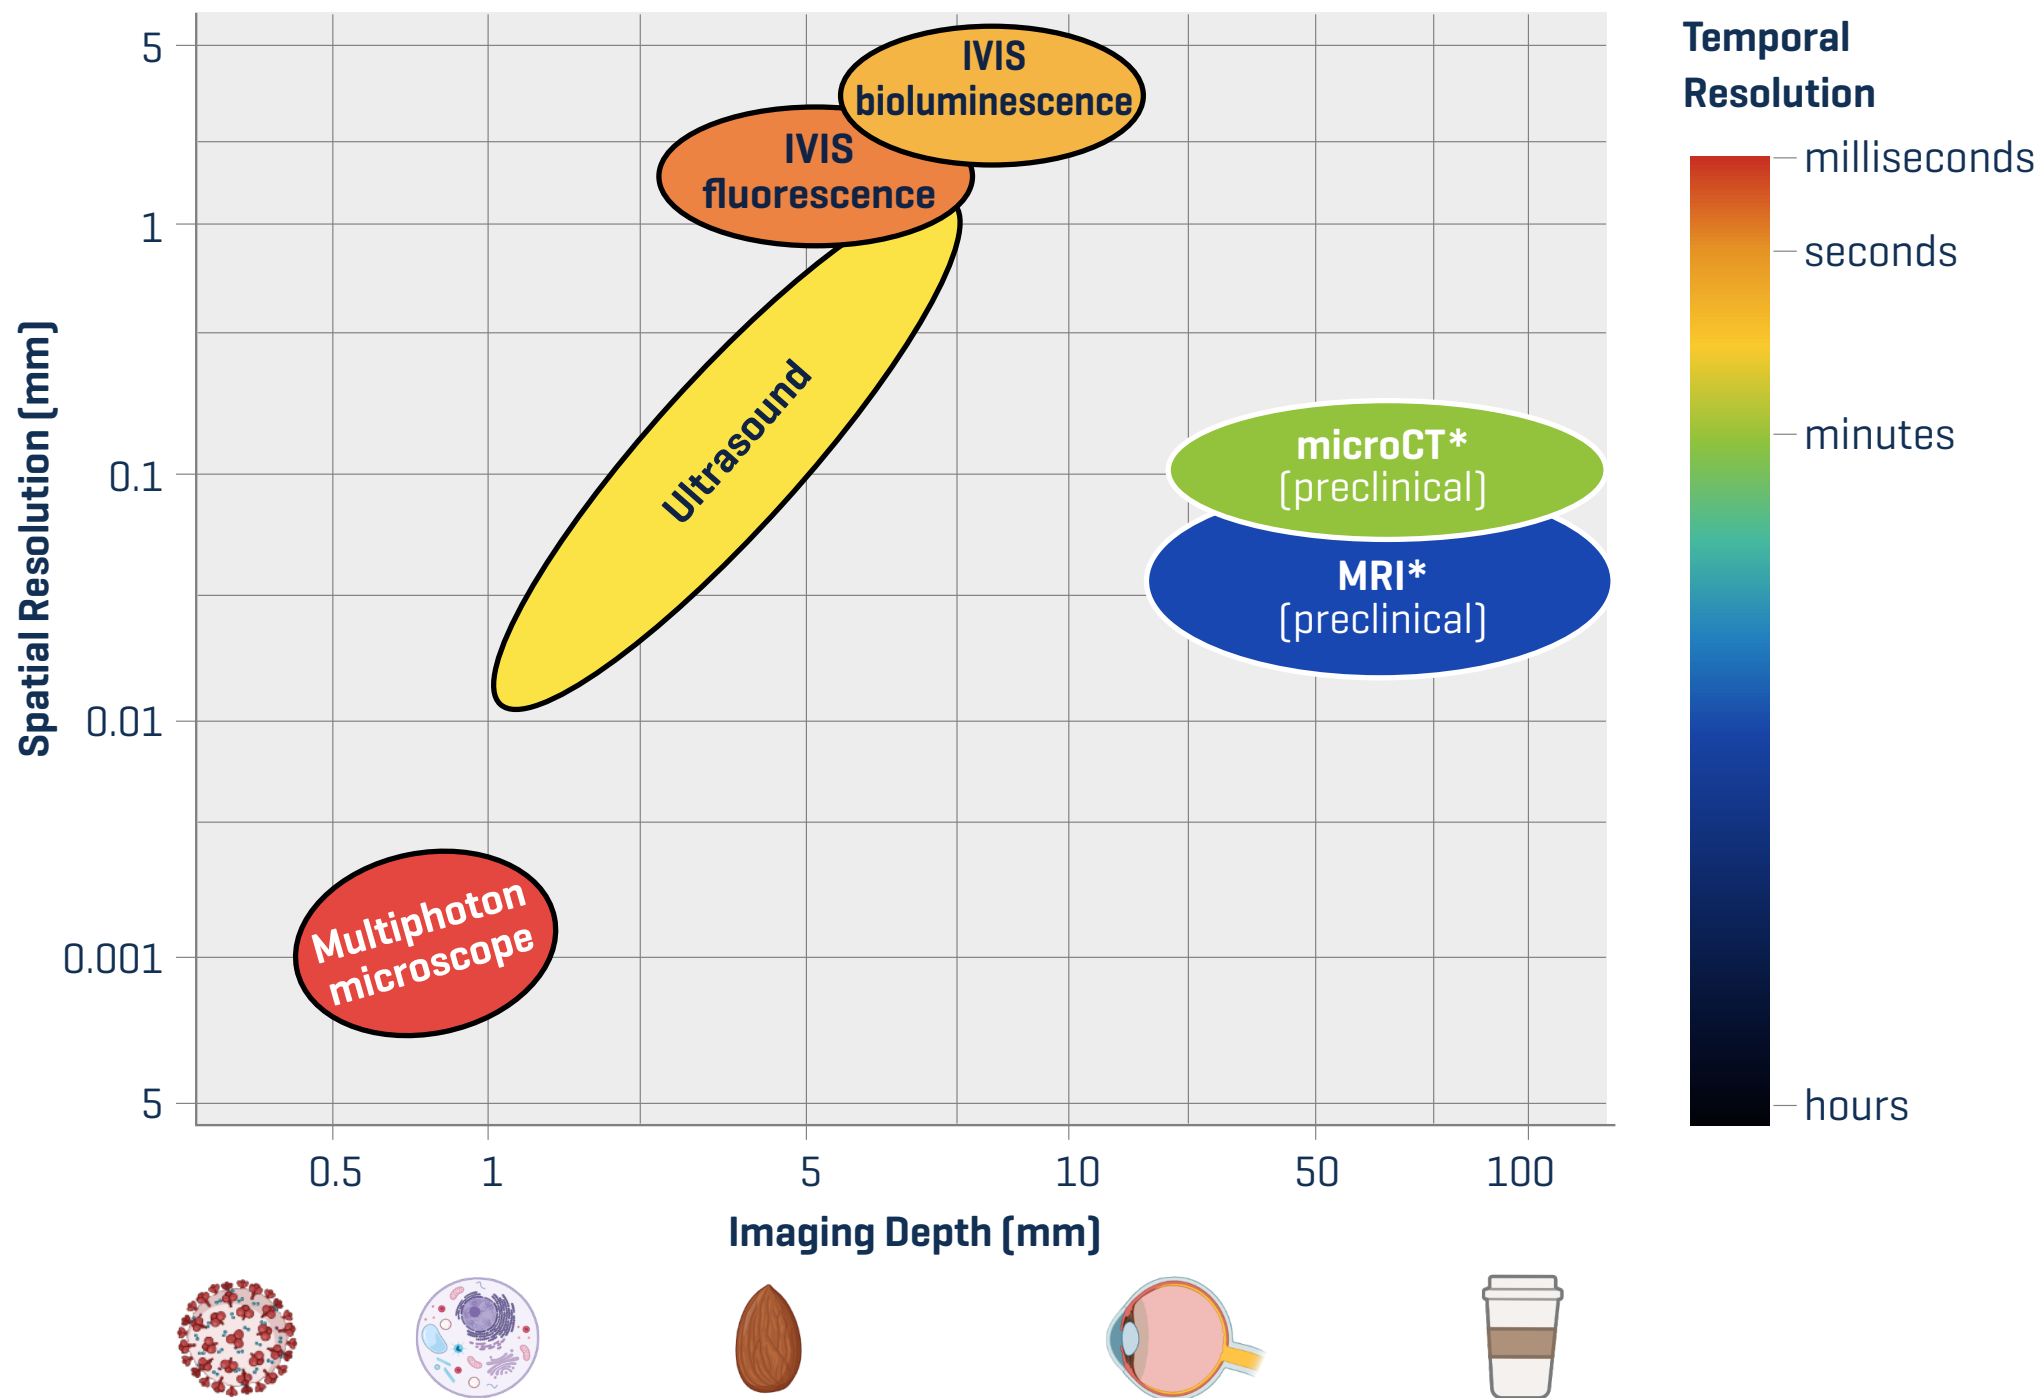 Temporal
Resolution
milliseconds
seconds
minutes
hours
Spatial Resolution (mm)
5
1
0.1
0.01
0.001
5
IVIS
bioluminescence
IVIS
fluorescence
Ultrasound
microCT*
(preclinical)
MRI*
(preclinical)
Multiphoton
microscope
0.5
1
5
10
50
100
Imaging Depth (mm)